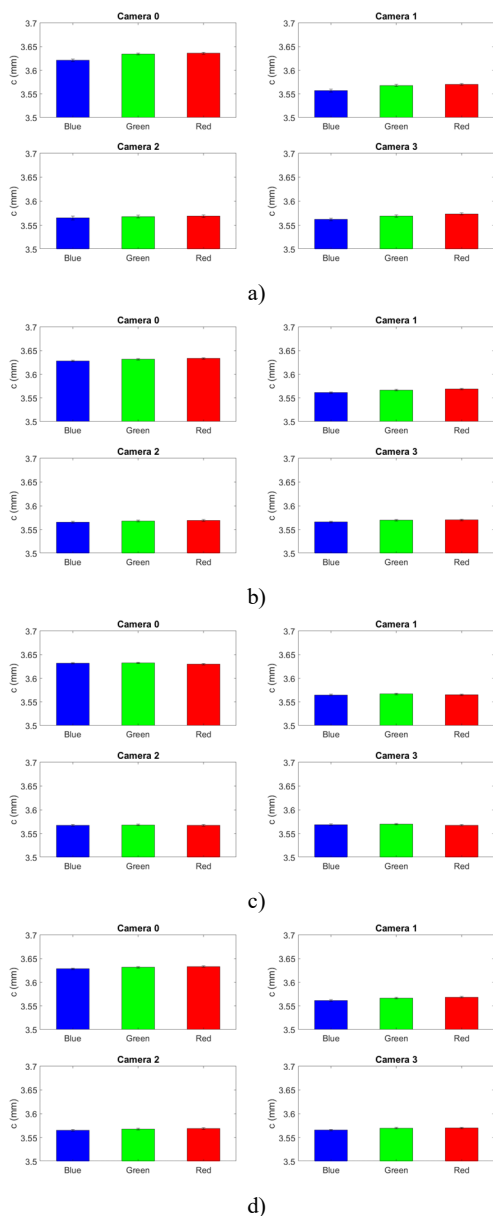 Camera 0
Camera 1
3.7
3.65
3.6
3.55
3.5
c (mm)
Blue
Green
Red
3.7
3.65
3.6
3.55
3.5
c (mm)
Blue
Green
Red
Camera 2
Camera 3
3.7
3.65
3.6
3.55
3.5
c (mm)
Blue
Green
Red
3.7
3.65
3.6
3.55
3.5
c (mm)
Blue
Green
Red
a)
Camera 0
Camera 1
3.7
3.65
3.6
3.55
3.5
c (mm)
Blue
Green
Red
3.7
3.65
3.6
3.55
3.5
c (mm)
Blue
Green
Red
Camera 2
Camera 3
3.7
3.65
3.6
3.55
3.5
c (mm)
Blue
Green
Red
3.7
3.65
3.6
3.55
3.5
c (mm)
Blue
Green
Red
b)
Camera 0
Camera 1
3.7
3.65
3.6
3.55
3.5
c (mm)
Blue
Green
Red
3.7
3.65
3.6
3.55
3.5
c (mm)
Blue
Green
Red
Camera 2
Camera 3
3.7
3.65
3.6
3.55
3.5
c (mm)
Blue
Green
Red
3.7
3.65
3.6
3.55
3.5
c (mm)
Blue
Green
Red
c)
Camera 0
Camera 1
3.7
3.65
3.6
3.55
3.5
c (mm)
Blue
Green
Red
3.7
3.65
3.6
3.55
3.5
c (mm)
Blue
Green
Red
Camera 2
Camera 3
3.7
3.65
3.6
3.55
3.5
c (mm)
Blue
Green
Red
3.7
3.65
3.6
3.55
3.5
c (mm)
Blue
Green
Red
d)